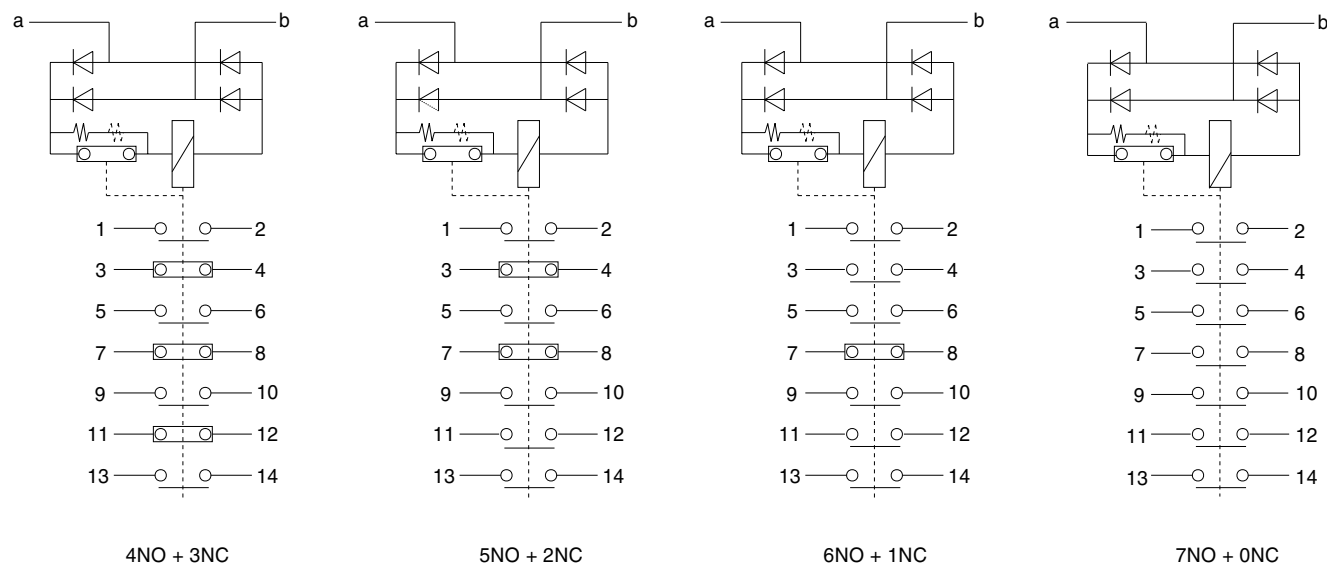 a b a b a b a b
1 2 1 2 1 2 1 2
3 4 3 4 3 4 3 4
5 6 5 6 5 6 5 6
7 8 7 8 7 8 7 8
9 10 9 10 9 10 9 10
11 12 11 12 11 12 11 12
13 14 13 14 13 14 13 14
4NO + 3NC 5NO + 2NC 6NO + 1NC 7NO + 0NC